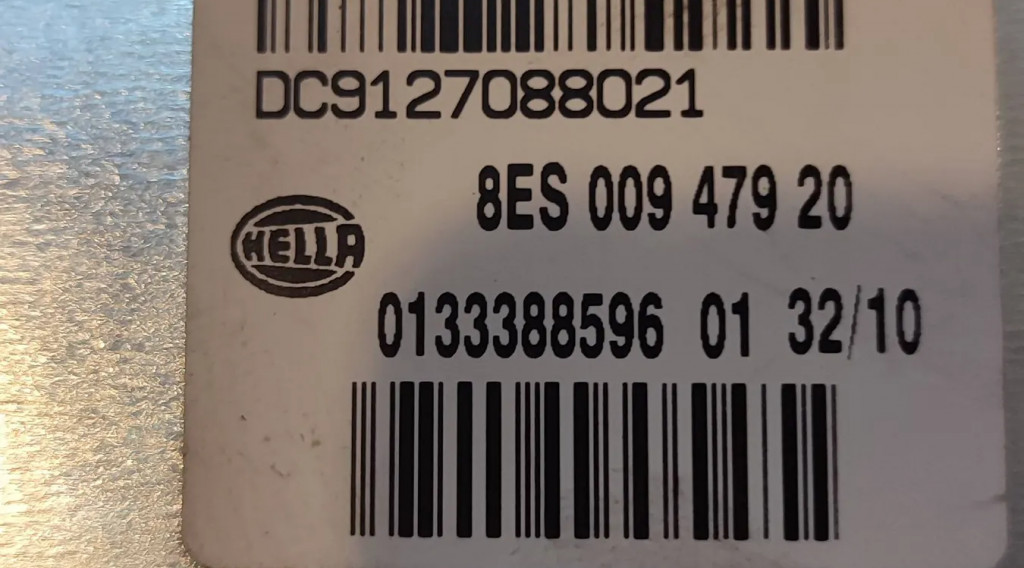 DC9127088021
8ES 009 479 20
HELLA
0133388596 01 32/10